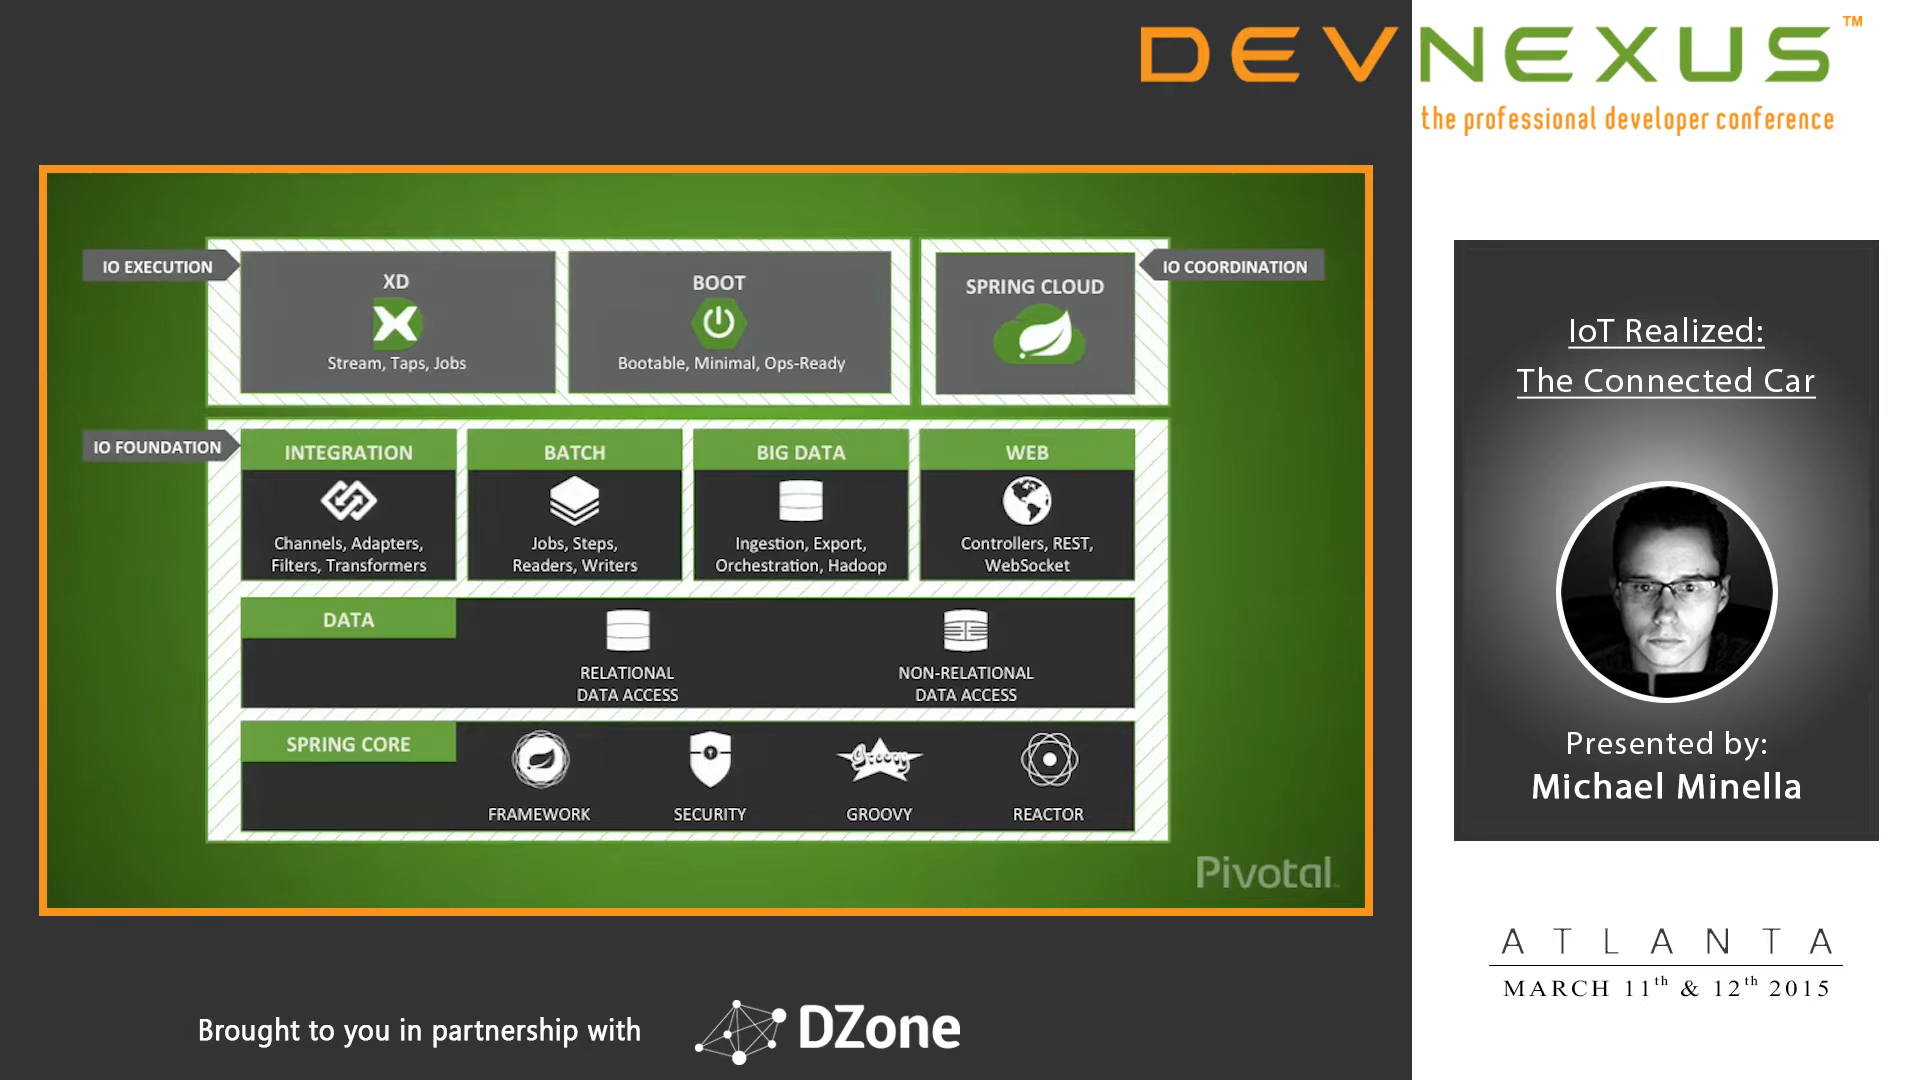 DEVNEXUS™
the professional developer conference
IO EXECUTION
XD
Stream, Taps, Jobs
BOOT
Bootable, Minimal, Ops-Ready
SPRING CLOUD
IO COORDINATION
IO FOUNDATION
INTEGRATION
Channels, Adapters,
Filters, Transformers
BATCH
Jobs, Steps,
Readers, Writers
BIG DATA
Ingestion, Export,
Orchestration, Hadoop
WEB
Controllers, REST,
WebSocket
DATA
RELATIONAL
DATA ACCESS
NON-RELATIONAL
DATA ACCESS
SPRING CORE
FRAMEWORK
SECURITY
Groovy
GROOVY
REACTOR
Pivotal
IoT Realized:
The Connected Car
Presented by:
Michael Minella
ATLANTA
MARCH 11th & 12th 2015
Brought to you in partnership with
DZone